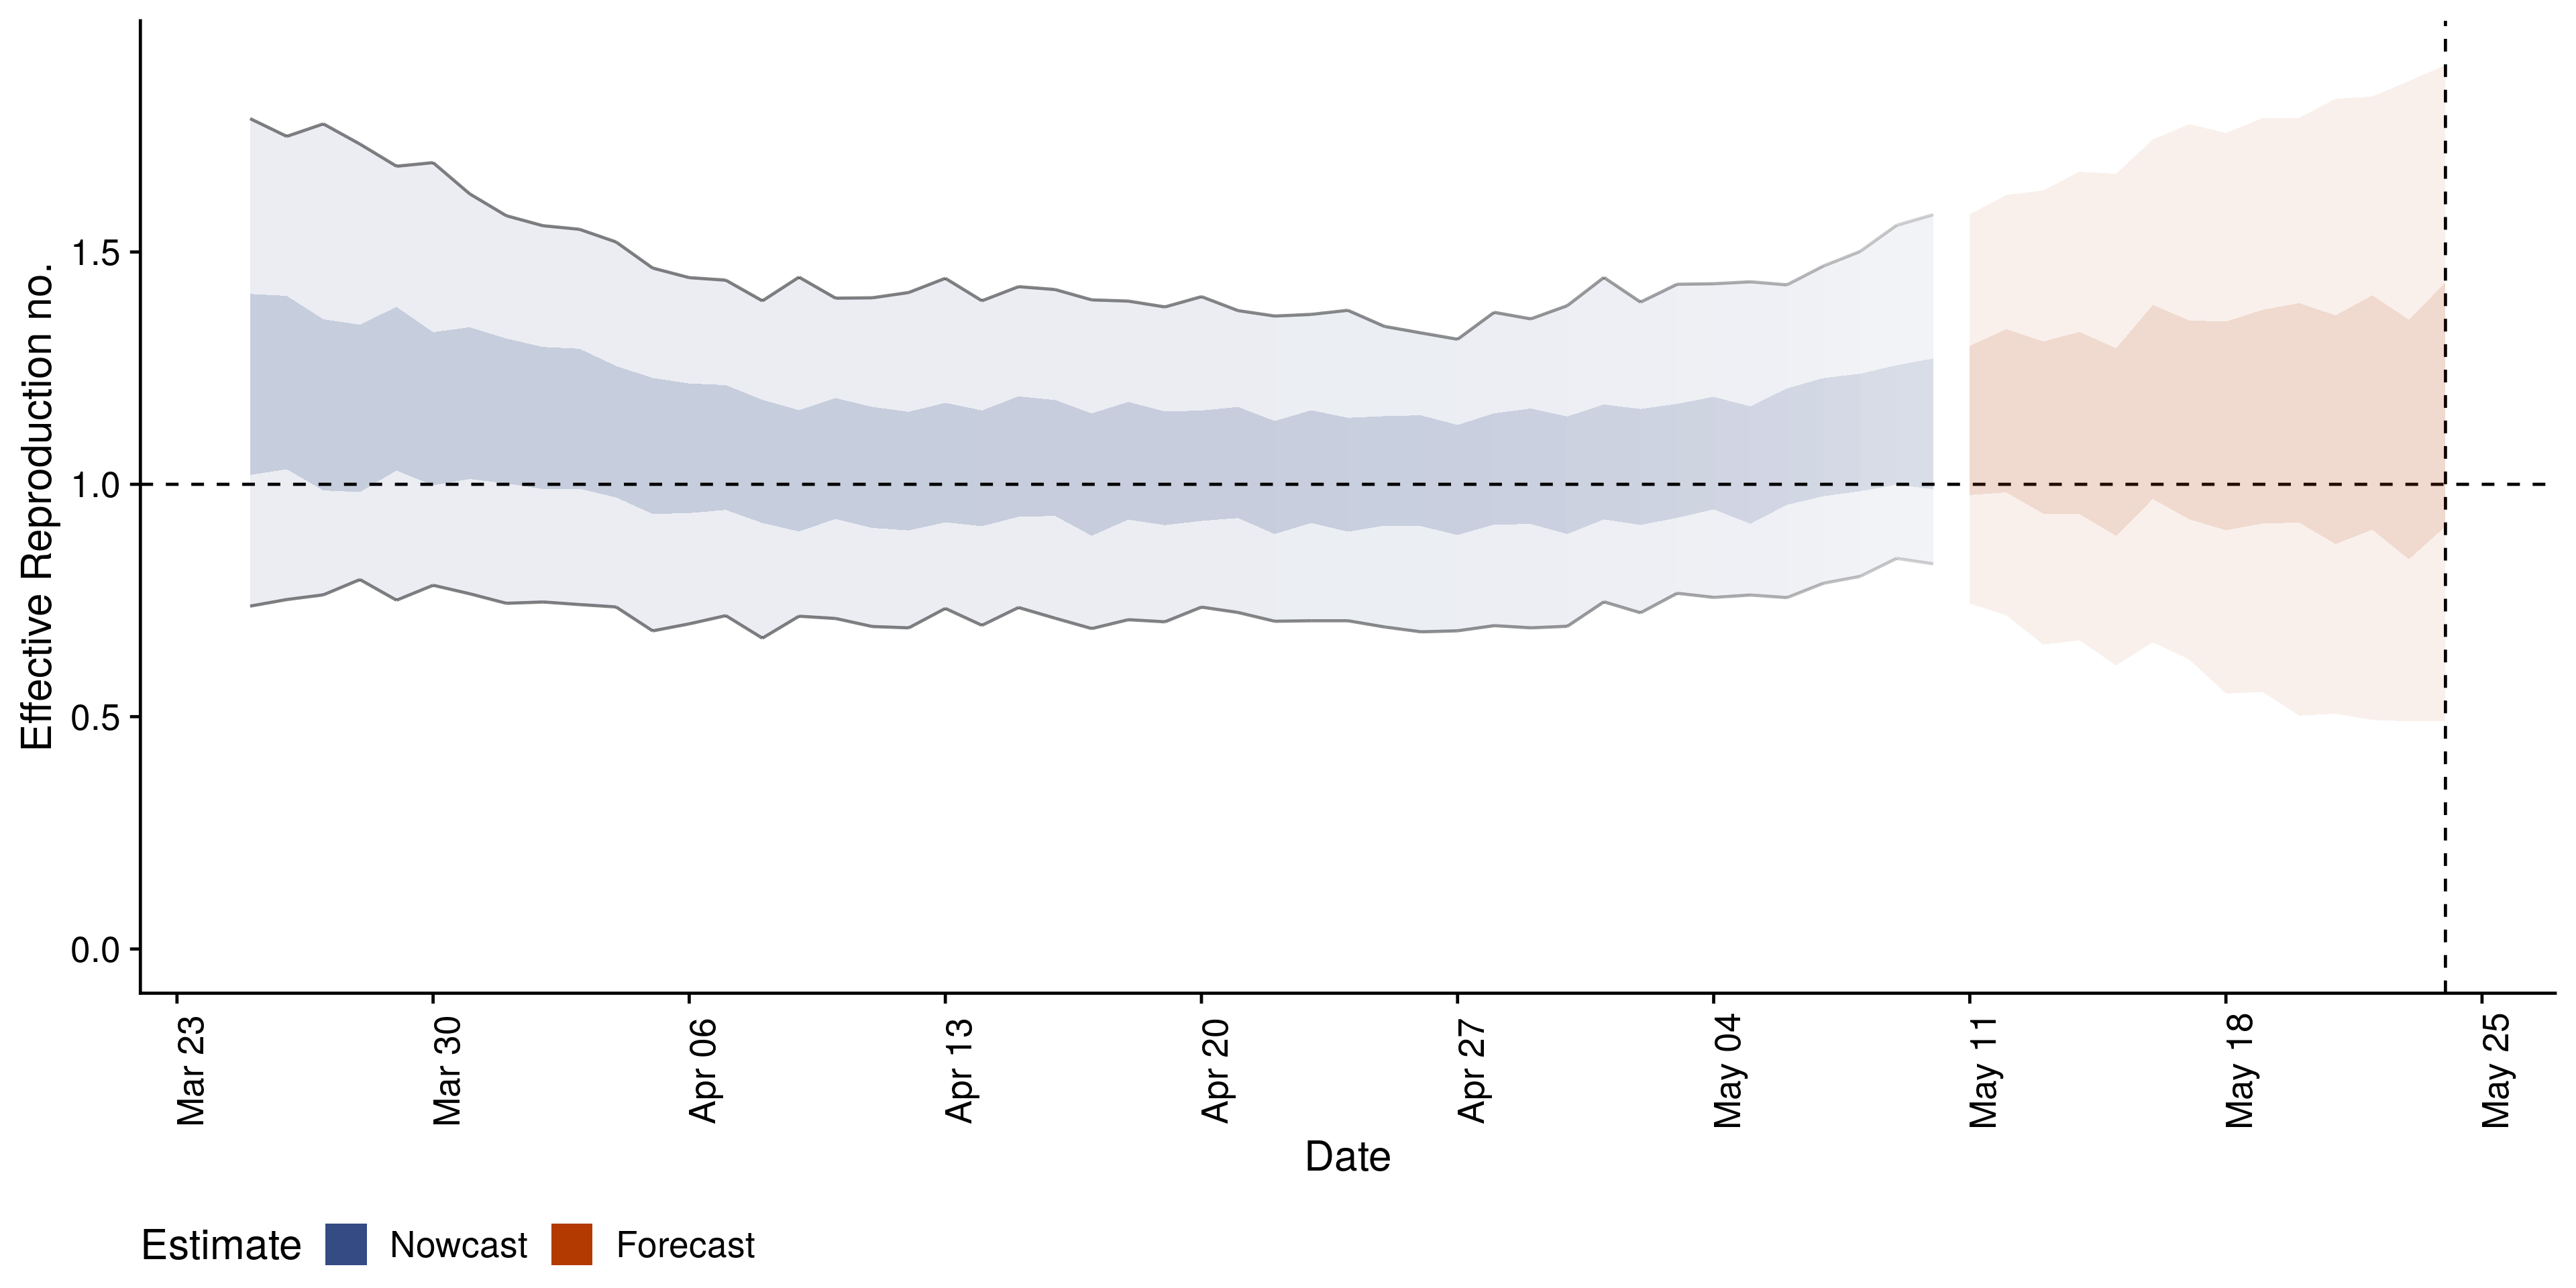 Effective Reproduction no.
1.5
1.0
0.5
0.0
Mar 23
Mar 30
Apr 06
Apr 13
Apr 20
Apr 27
May 04
May 11
May 18
May 25
Date
Estimate Nowcast Forecast